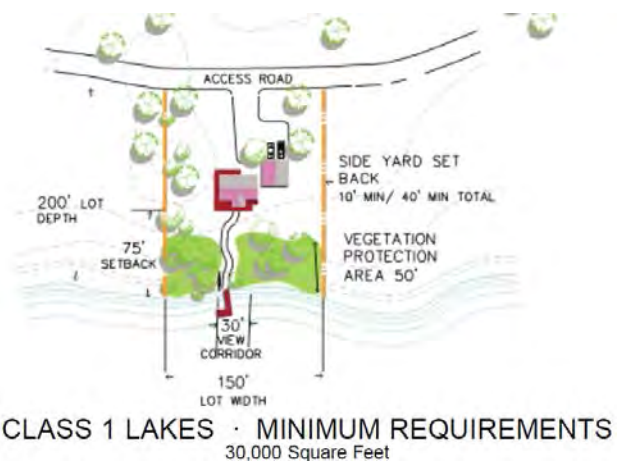 ACCESS ROAD
SIDE YARD SET
BACK
10' MIN/ 40' MIN TOTAL
200' LOT
DEPTH
75'
SETBACK
VEGETATION
PROTECTION
AREA 50'
30'
VIEW
CORRIDOR
150'
LOT WIDTH
CLASS 1 LAKES · MINIMUM REQUIREMENTS
30,000 Square Feet